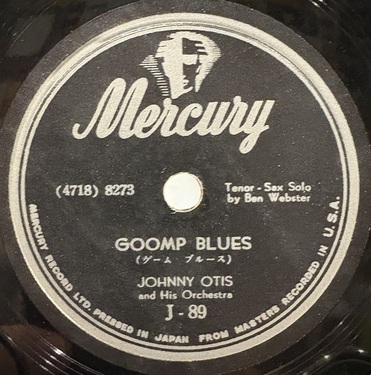 Mercury
(4718) 8273
Tenor - Sax Solo
by Ben Webster
GOOMP BLUES
(ゲーム ブルース)
JOHNNY OTIS
and His Orchestra
J - 89
MERCURY RECORD LTD. PRESSED IN JAPAN FROM MASTERS RECORDED IN U.S.A.